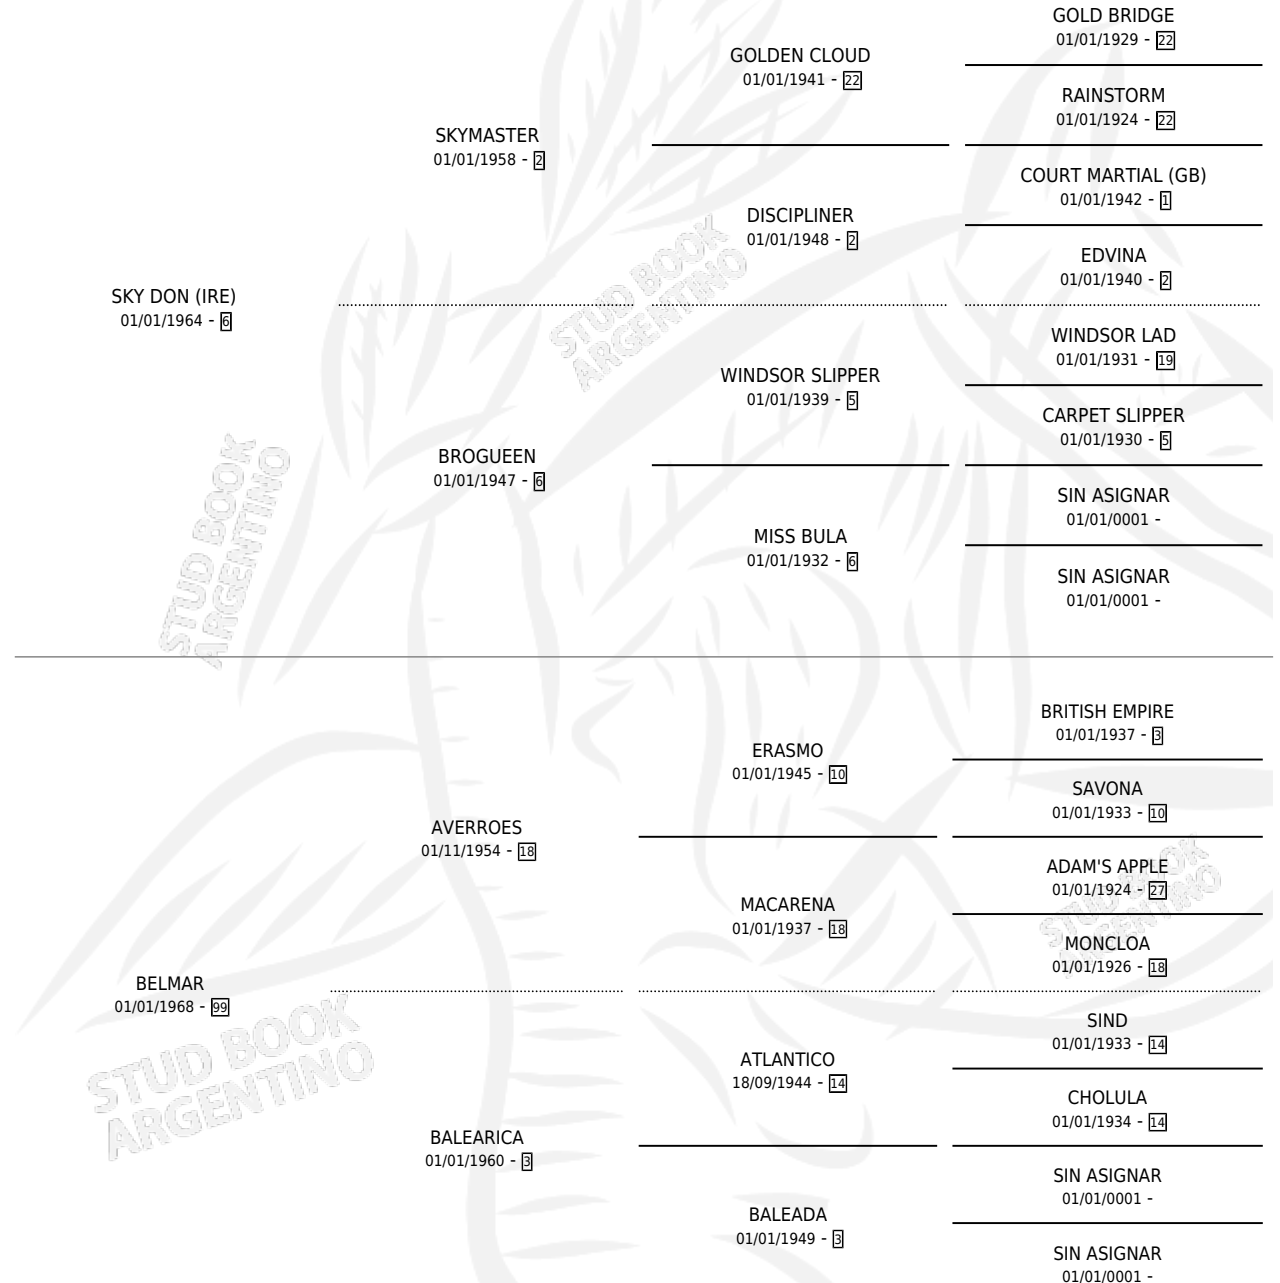 GOLD BRIDGE
01/01/1929 - 22
GOLDEN CLOUD
01/01/1941 - 22
RAINSTORM
01/01/1924 - 22
SKYMASTER
01/01/1958 - 2
COURT MARTIAL (GB)
01/01/1942 - 1
DISCIPLINER
01/01/1948 - 2
EDVINA
01/01/1940 - 2
SKY DON (IRE)
01/01/1964 - 6
WINDSOR LAD
01/01/1931 - 19
WINDSOR SLIPPER
01/01/1939 - 5
CARPET SLIPPER
01/01/1930 - 5
BROGUEEN
01/01/1947 - 6
SIN ASIGNAR
01/01/0001 -
MISS BULA
01/01/1932 - 6
SIN ASIGNAR
01/01/0001 -
STUD BOOK
ARGENTINO
STUD BOOK
ARGENTINO
BRITISH EMPIRE
01/01/1937 - 3
ERASMO
01/01/1945 - 10
SAVONA
01/01/1933 - 10
AVERROES
01/11/1954 - 18
ADAM'S APPLE
01/01/1924 - 27
MACARENA
01/01/1937 - 18
MONCLOA
01/01/1926 - 18
STUD BOOK
ARGENTINO
BELMAR
01/01/1968 - 99
SIND
01/01/1933 - 14
ATLANTICO
18/09/1944 - 14
CHOLULA
01/01/1934 - 14
BALEARICA
01/01/1960 - 3
SIN ASIGNAR
01/01/0001 -
BALEADA
01/01/1949 - 3
SIN ASIGNAR
01/01/0001 -
STUD BOOK
ARGENTINO